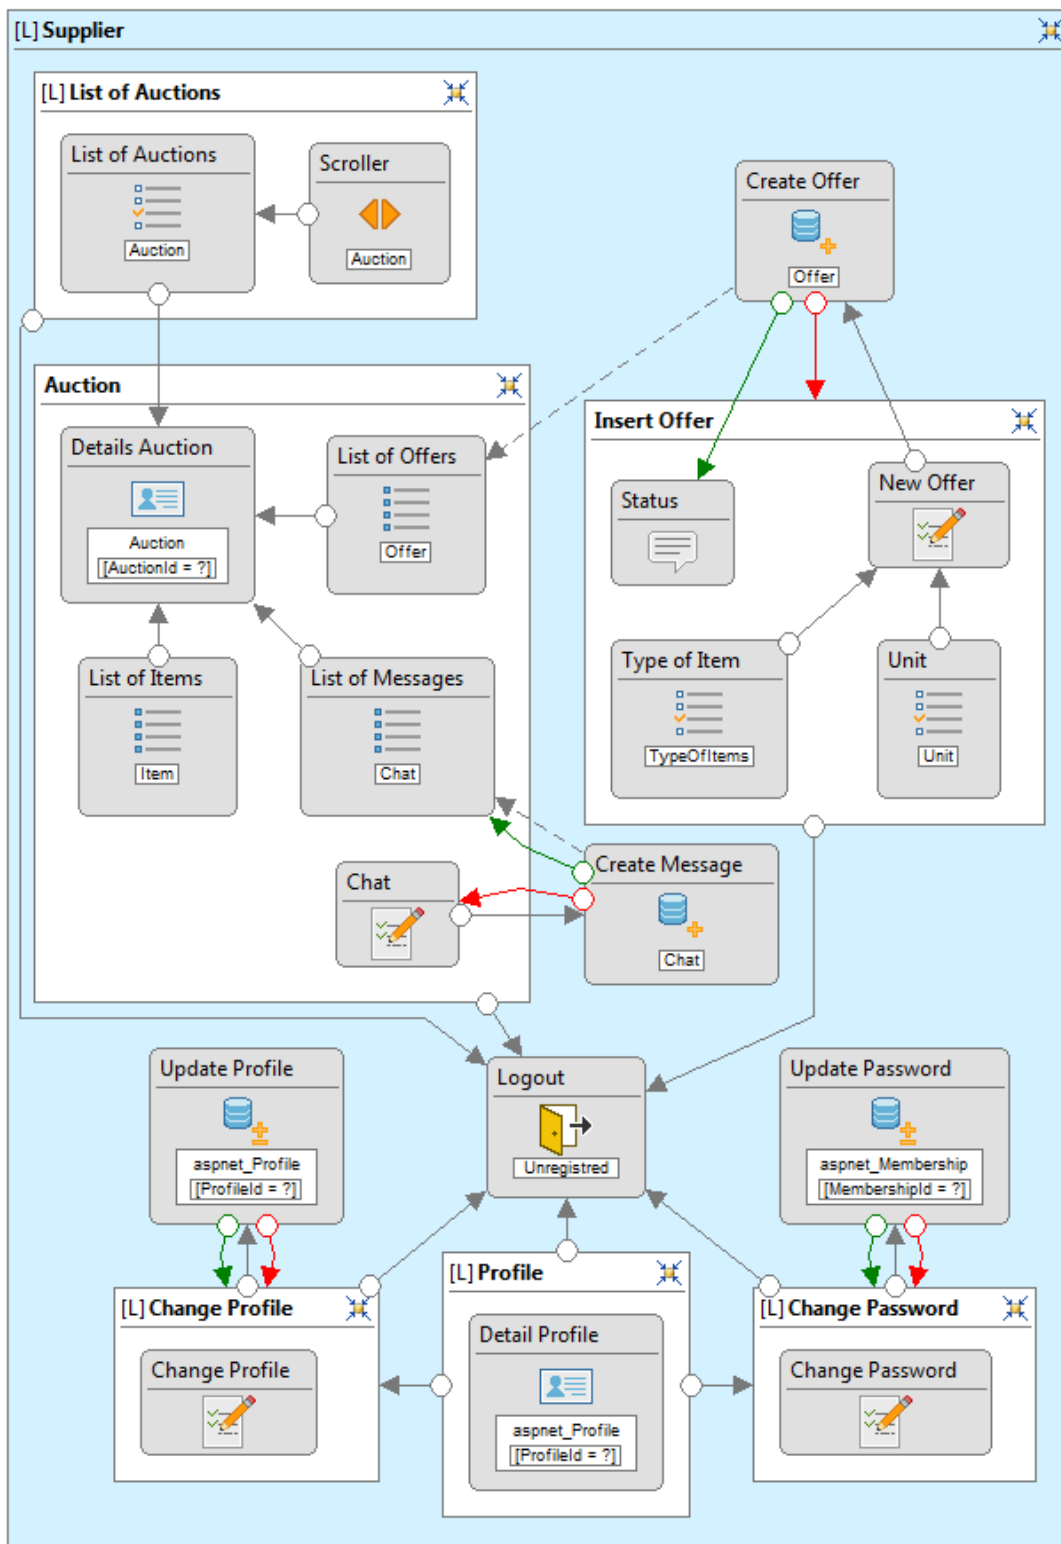 [L] Supplier
[L] List of Auctions
List of Auctions
Auction
Scroller
Auction
Create Offer
Offer
Auction
Details Auction
Auction
[AuctionId = ?]
List of Offers
Offer
List of Items
Item
List of Messages
Chat
Chat
Insert Offer
Status
New Offer
Type of Item
TypeOfItems
Unit
Unit
Create Message
Chat
Update Profile
aspnet_Profile
[ProfileId = ?]
Logout
Unregistred
Update Password
aspnet_Membership
[MembershipId = ?]
[L] Change Profile
Change Profile
[L] Profile
Detail Profile
aspnet_Profile
[ProfileId = ?]
[L] Change Password
Change Password